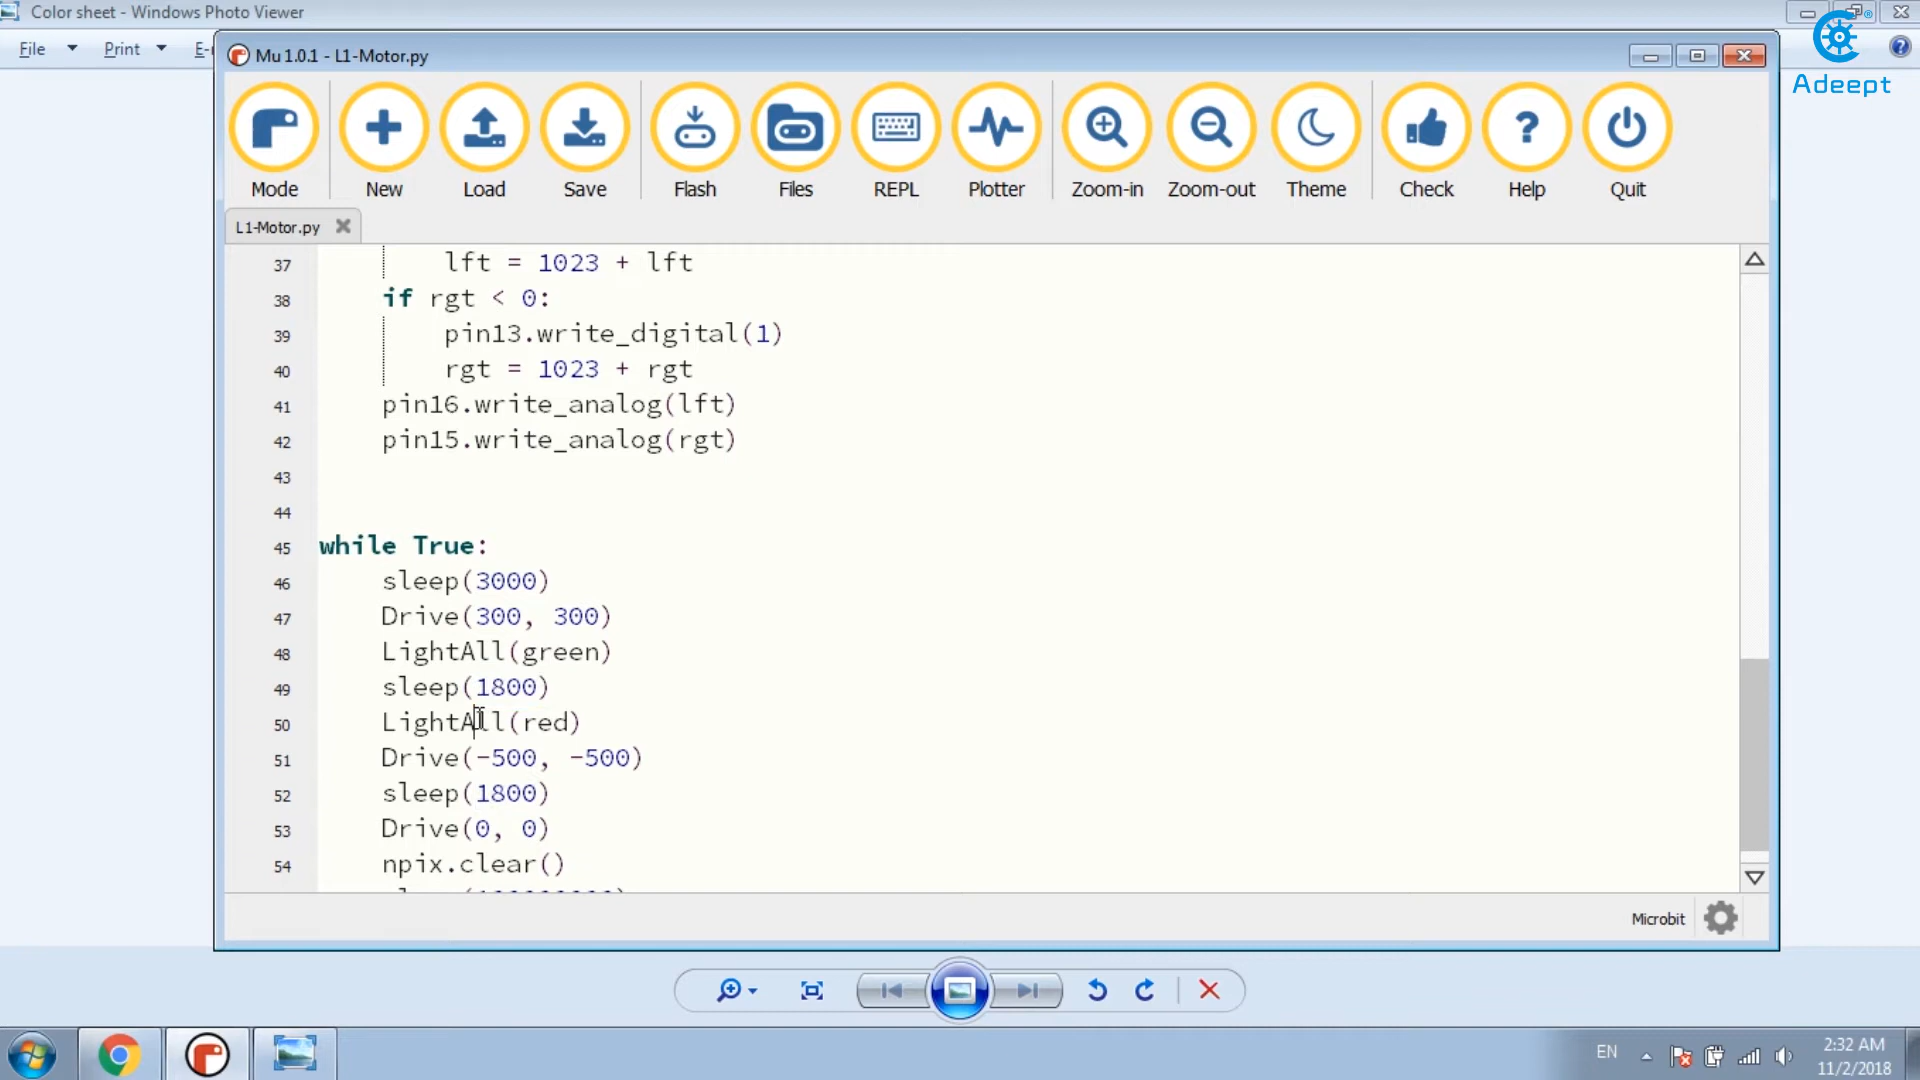 Color sheet - Windows Photo Viewer
File Print
Adeept
Mu 1.0.1 - L1-Motor.py
Mode New Load Save Flash Files REPL Plotter Zoom-in Zoom-out Theme Check Help Quit
L1-Motor.py
37 lft = 1023 + lft
38 if rgt < 0:
39 pin13.write_digital(1)
40 rgt = 1023 + rgt
41 pin16.write_analog(lft)
42 pin15.write_analog(rgt)
43
44
45 while True:
46 sleep(3000)
47 Drive(300, 300)
48 LightAll(green)
49 sleep(1800)
50 LightAll(red)
51 Drive(-500, -500)
52 sleep(1800)
53 Drive(0, 0)
54 npix.clear()
Microbit
EN
2:32 AM
11/2/2018